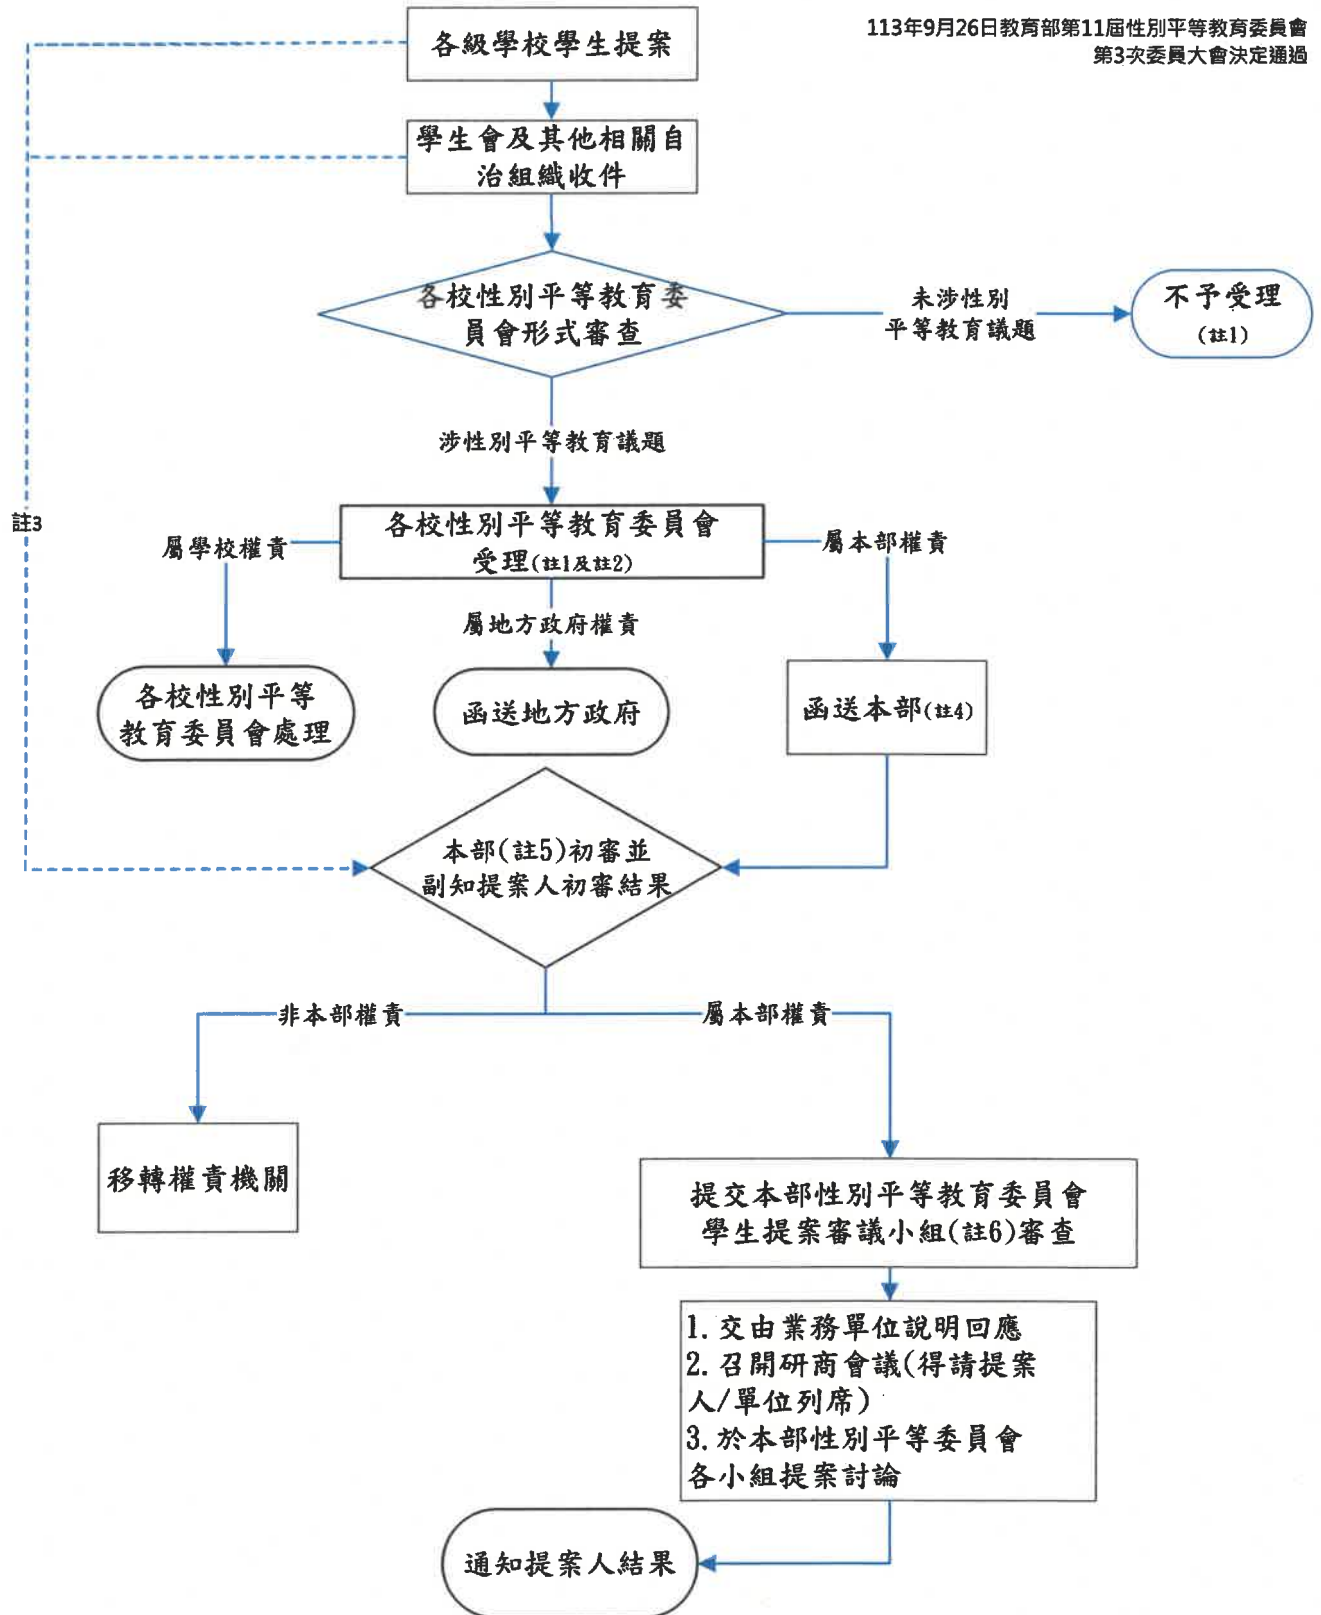 113年9月26日教育部第11屆性別平等教育委員會
第3次委員大會決定通過
各級學校學生提案
學生會及其他相關自
治組織收件
各校性別平等教育委
員會形式審查
未涉性別
平等教育議題
不予受理
(註1)
涉性別平等教育議題
註3
各校性別平等教育委員會
受理(註1及註2)
屬學校權責
屬本部權責
屬地方政府權責
各校性別平等
教育委員會處理
函送地方政府
函送本部(註4)
本部(註5)初審並
副知提案人初審結果
非本部權責
屬本部權責
移轉權責機關
提交本部性別平等教育委員會
學生提案審議小組(註6)審查
1. 交由業務單位說明回應
2. 召開研商會議(得請提案
人/單位列席)
3. 於本部性別平等委員會
各小組提案討論
通知提案人結果